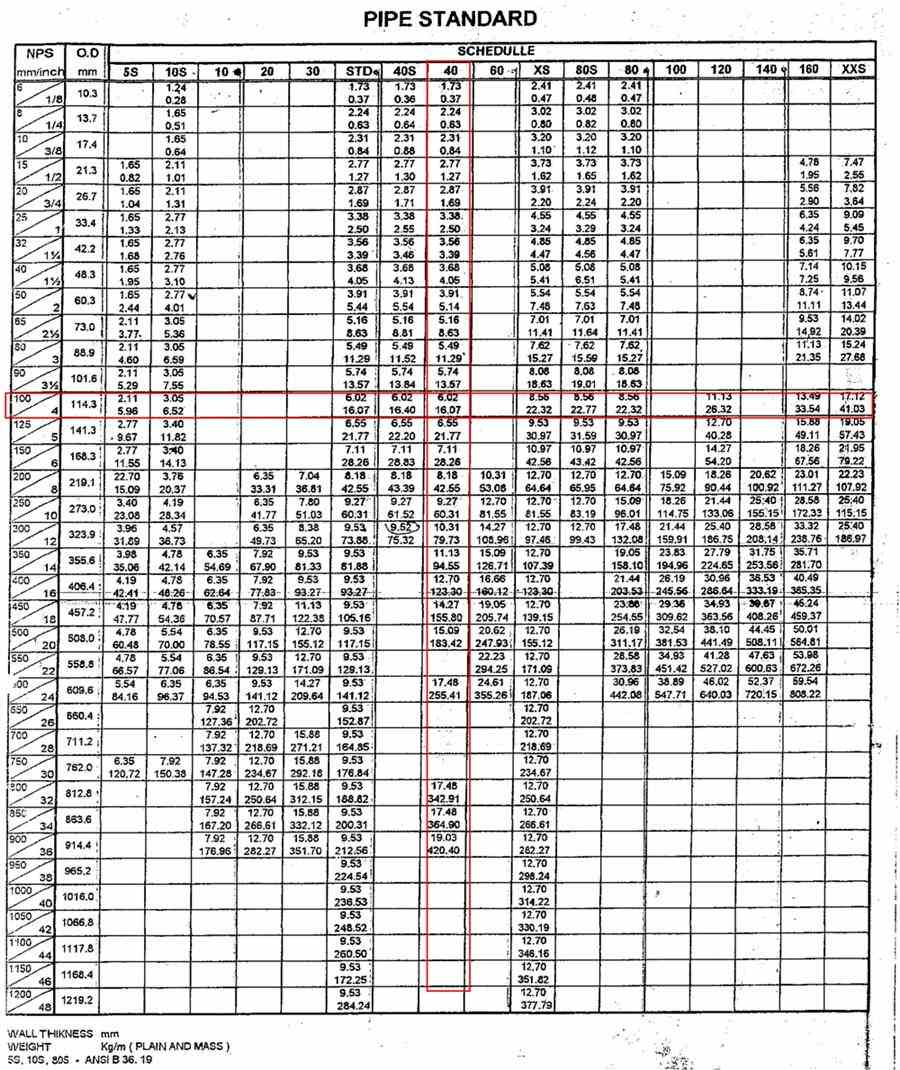 PIPE STANDARD
NPS O.D SCHEDULLE
mm/inch mm 5S 10S 10 20 30 STD 40S 40 60 XS 80S 80 100 120 140 160 XXS
6 10.3 1.24 1.73 1.73 1.73 2.41 2.41 2.41
1/8 0.28 0.37 0.36 0.37 0.47 0.48 0.47
8 13.7 1.65 2.24 2.24 2.24 3.02 3.02 3.02
1/4 0.51 0.63 0.64 0.63 0.80 0.82 0.80
10 17.4 1.65 2.31 2.31 2.31 3.20 3.20 3.20
3/8 0.64 0.84 0.88 0.84 1.10 1.12 1.10
15 21.3 1.65 2.11 2.77 2.77 2.77 3.73 3.73 3.73 4.78 7.47
1/2 0.82 1.01 1.27 1.30 1.27 1.62 1.65 1.62 1.95 2.55
20 26.7 1.65 2.11 2.87 2.87 2.87 3.91 3.91 3.91 5.56 7.82
3/4 1.04 1.31 1.69 1.71 1.69 2.20 2.24 2.20 2.90 3.64
25 33.4 1.65 2.77 3.38 3.38 3.38 4.55 4.55 4.55 6.35 9.09
1 1.33 2.13 2.50 2.55 2.50 3.24 3.29 3.24 4.24 5.45
32 42.2 1.65 2.77 3.56 3.56 3.56 4.85 4.85 4.85 6.35 9.70
1¼ 1.68 2.76 3.39 3.46 3.39 4.47 4.56 4.47 5.61 7.77
40 48.3 1.65 2.77 3.68 3.68 3.68 5.08 5.08 5.08 7.14 10.15
1½ 1.95 3.10 4.05 4.13 4.05 5.41 6.51 5.41 7.25 9.56
50 60.3 1.65 2.77 3.91 3.91 3.91 5.54 5.54 5.54 8.74 11.07
2 2.44 4.01 5.44 5.54 5.14 7.48 7.63 7.48 11.11 13.44
65 73.0 2.11 3.05 5.16 5.16 5.16 7.01 7.01 7.01 9.53 14.02
2½ 3.77 5.36 8.63 8.81 8.63 11.41 11.64 11.41 14.92 20.39
80 88.9 2.11 3.05 5.49 5.49 5.49 7.62 7.62 7.62 11.13 15.24
3 4.60 6.59 11.29 11.52 11.29 15.27 15.59 15.27 21.35 27.68
90 101.6 2.11 3.05 5.74 5.74 5.74 8.08 8.08 8.08
3½ 5.29 7.55 13.57 13.84 13.57 18.63 19.01 18.63
100 114.3 2.11 3.05 6.02 6.02 6.02 8.56 8.56 8.56 11.13 13.49 17.12
4 5.96 6.52 16.07 16.40 16.07 22.32 22.77 22.32 26.32 33.54 41.03
125 141.3 2.77 3.40 6.55 6.55 6.55 9.53 9.53 9.53 12.70 15.88 19.05
5 9.67 11.82 21.77 22.20 21.77 30.97 31.59 30.97 40.28 49.11 57.43
150 168.3 2.77 3.40 7.11 7.11 7.11 10.97 10.97 10.97 14.27 18.26 21.95
6 11.55 14.13 28.26 28.83 28.26 42.56 43.42 42.56 54.20 67.56 79.22
200 219.1 22.70 3.76 6.35 7.04 8.18 8.18 8.18 10.31 12.70 12.70 12.70 15.09 18.26 20.62 23.01 22.23
8 15.09 20.37 33.31 36.81 42.55 43.39 42.55 53.08 64.64 65.95 64.64 75.92 90.44 100.92 111.27 107.92
250 273.0 3.40 4.19 6.35 7.80 9.27 9.27 9.27 12.70 12.70 12.70 15.09 18.26 21.44 25.40 28.58 25.40
10 23.08 28.34 41.77 51.03 60.31 61.52 60.31 81.55 81.55 83.19 96.01 114.75 133.06 155.15 172.33 115.15
300 323.9 3.96 4.57 6.35 8.38 9.53 9.52 10.31 14.27 12.70 12.70 17.48 21.44 25.40 28.58 33.32 25.40
12 31.89 36.73 49.73 65.20 73.88 75.32 79.73 108.96 97.46 99.43 132.08 159.91 186.75 208.14 238.76 186.97
350 355.6 3.98 4.78 6.35 7.92 9.53 9.53 11.13 15.09 12.70 19.05 23.83 27.79 31.75 35.71
14 35.06 42.14 54.69 67.90 81.33 81.88 94.55 126.71 107.39 158.10 194.96 224.65 253.56 281.70
400 406.4 4.19 4.78 6.35 7.92 9.53 9.53 12.70 16.66 12.70 21.44 26.19 30.96 36.53 40.49
16 42.41 48.26 62.64 77.83 93.27 93.27 123.30 160.12 123.30 203.53 245.56 286.64 333.19 365.35
450 457.2 4.19 4.78 6.35 7.92 11.13 9.53 14.27 19.05 12.70 23.88 29.36 34.93 39.67 45.24
18 47.77 54.36 70.57 87.71 122.38 105.16 155.80 205.74 139.15 254.55 309.62 363.56 408.26 459.37
500 508.0 4.78 5.54 6.35 9.53 12.70 9.53 15.09 20.62 12.70 26.19 32.54 38.10 44.45 50.01
20 60.48 70.00 78.55 117.15 155.12 117.15 183.42 247.93 155.12 311.17 381.53 441.49 508.11 564.81
550 558.8 4.78 5.54 6.35 9.53 12.70 9.53 22.23 12.70 28.58 34.93 41.28 47.63 53.98
22 66.57 77.06 86.54 129.13 171.09 129.13 294.25 171.09 373.83 451.42 527.02 600.63 672.26
609.6 5.54 6.35 6.35 9.53 14.27 9.53 17.48 24.61 12.70 30.96 38.89 46.02 52.37 59.54
24 84.16 96.37 94.53 141.12 209.64 141.12 255.41 355.26 187.06 442.08 547.71 640.03 720.15 808.22
650 660.4 7.92 12.70 9.53 12.70
26 127.36 202.72 152.87 202.72
700 711.2 7.92 12.70 15.88 9.53 12.70
28 137.32 218.69 271.21 164.85 218.69
750 762.0 6.35 7.92 7.92 12.70 15.88 9.53 12.70
30 120.72 150.38 147.28 234.67 292.18 176.84 234.67
800 812.8 7.92 12.70 15.88 9.53 17.48 12.70
32 157.24 250.64 312.15 188.82 342.91 250.64
850 863.6 7.92 12.70 15.88 9.53 17.48 12.70
34 167.20 266.61 332.12 200.31 364.90 266.61
900 914.4 7.92 12.70 15.88 9.53 19.03 12.70
36 176.96 282.27 351.70 212.56 420.40 282.27
950 965.2 9.53 12.70
38 224.54 298.24
1000 1016.0 9.53 12.70
40 236.53 314.22
1050 1066.8 9.53 12.70
42 248.52 330.19
1100 1117.8 9.53 12.70
44 260.50 346.16
1150 1168.4 9.53 12.70
46 172.25 351.82
1200 1219.2 9.53 12.70
48 284.24 377.79
WALL THIKNESS mm
WEIGHT Kg/m ( PLAIN AND MASS )
5S, 10S, 80S - ANSI B 36. 19